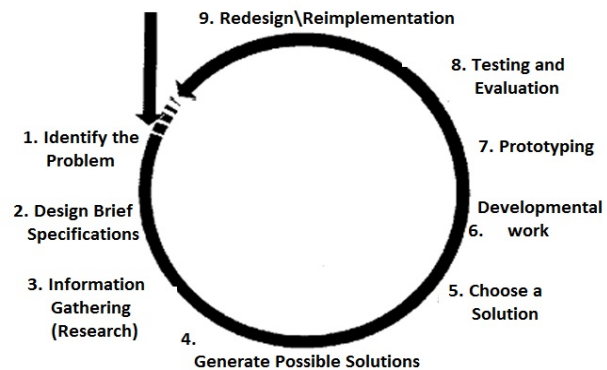 9. Redesign\Reimplementation
8. Testing and
Evaluation
1. Identify the
Problem
7. Prototyping
2. Design Brief
Specifications
Developmental
6. work
3. Information
Gathering
(Research)
5. Choose a
Solution
4.
Generate Possible Solutions